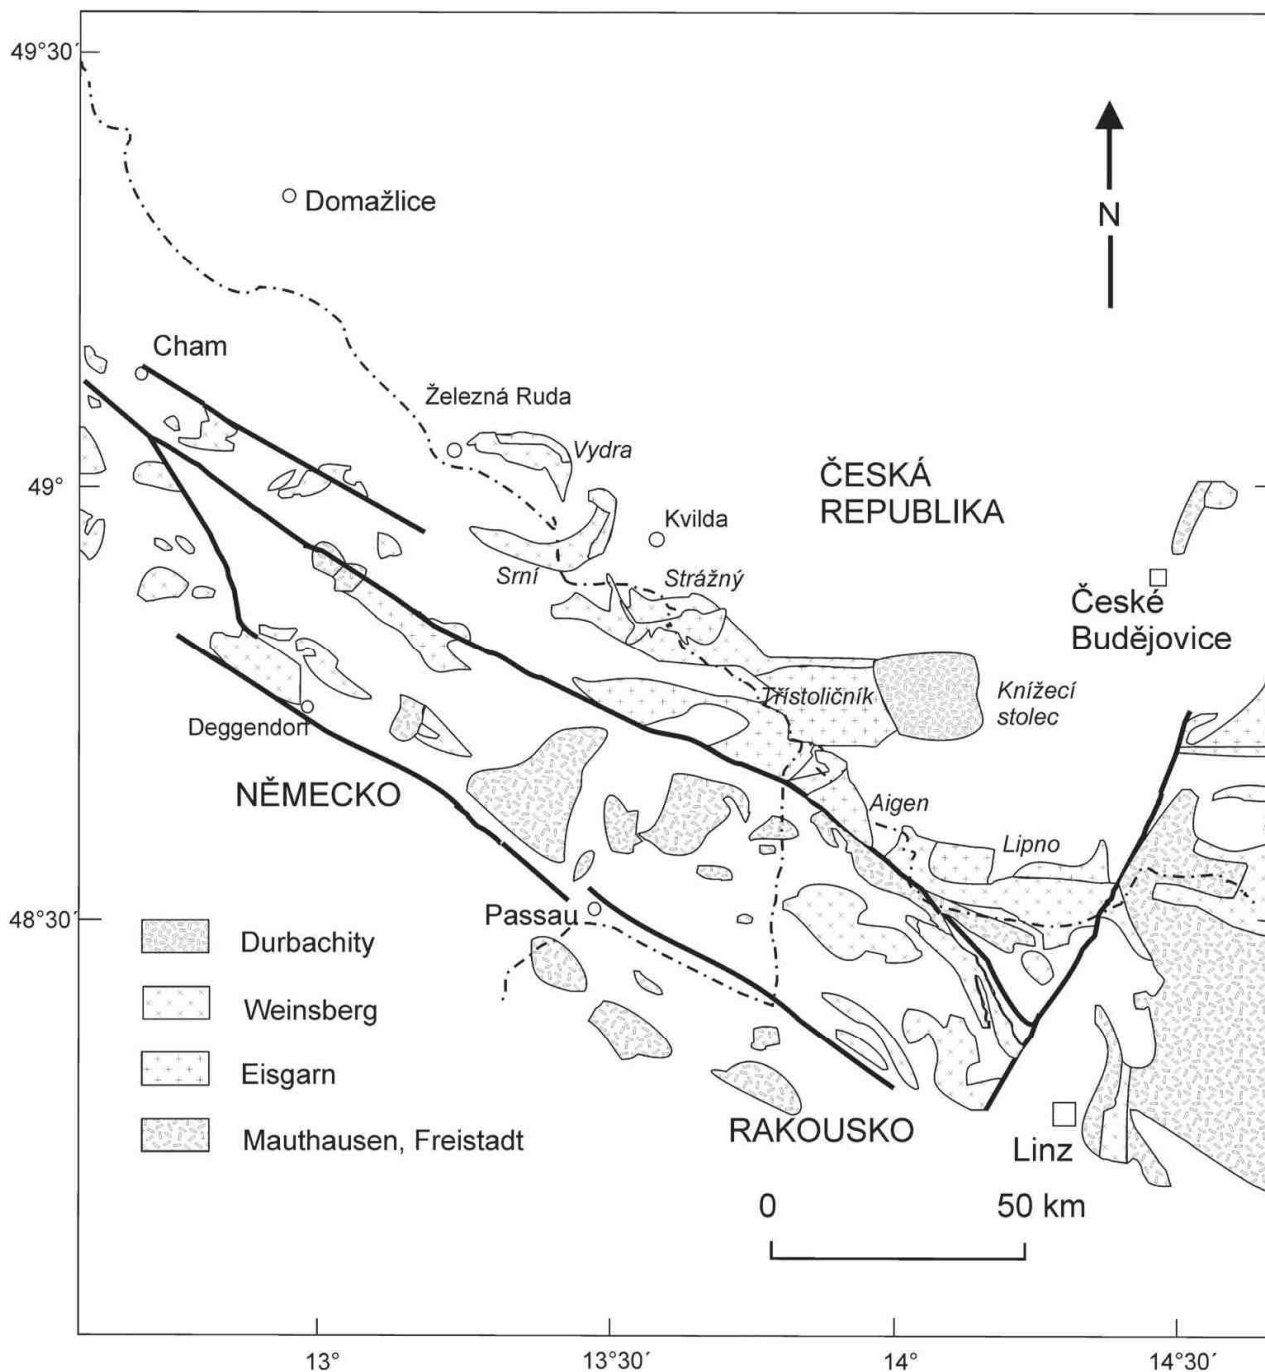 49°30´
Domažlice
N
Cham
Železná Ruda
Vydra
49°
ČESKÁ
REPUBLIKA
Kvilda
Srní
Strážný
České
Budějovice
Třístoličník
Knížecí
stolec
Deggendorf
NĚMECKO
Aigen
Lipno
48°30´
Passau
Durbachity
Weinsberg
Eisgarn
Mauthausen, Freistadt
RAKOUSKO
Linz
0 50 km
13° 13°30´ 14° 14°30´